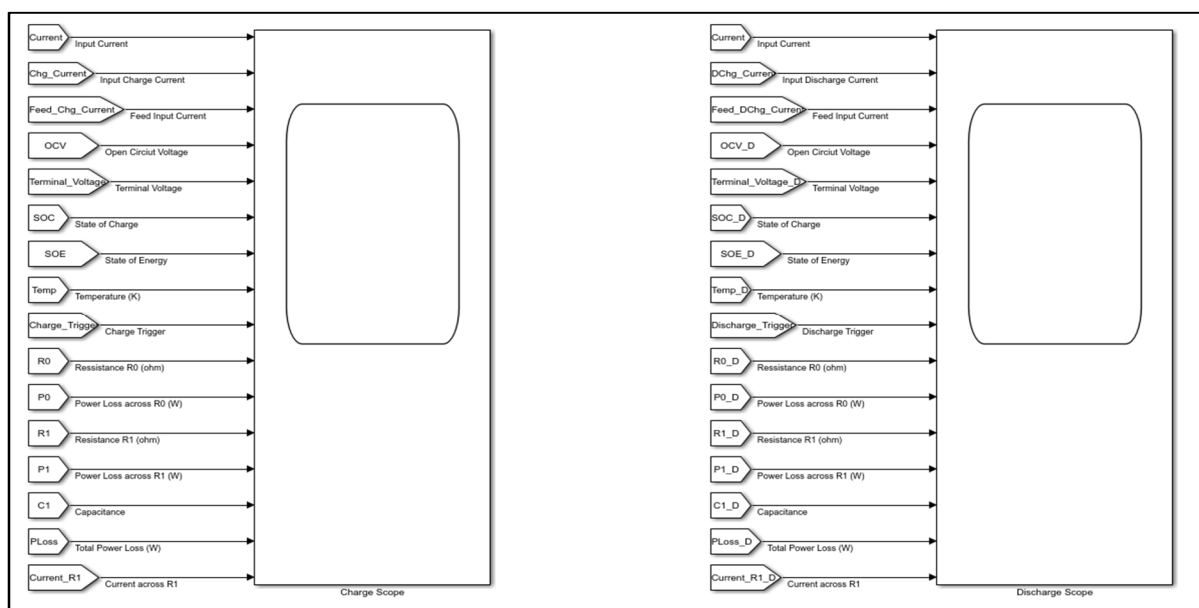 Current
Input Current
Chg_Current
Input Charge Current
Feed_Chg_Current
Feed Input Current
OCV
Open Circiut Voltage
Terminal_Voltage
Terminal Voltage
SOC
State of Charge
SOE
State of Energy
Temp
Temperature (K)
Charge_Trigge
Charge Trigger
R0
Ressistance R0 (ohm)
P0
Power Loss across R0 (W)
R1
Resistance R1 (ohm)
P1
Power Loss across R1 (W)
C1
Capacitance
PLoss
Total Power Loss (W)
Current_R1
Current across R1
Charge Scope
Current
Input Current
DChg_Current
Input Discharge Current
Feed_DChg_Current
Feed Input Current
OCV_D
Open Circiut Voltage
Terminal_Voltage_D
Terminal Voltage
SOC_D
State of Charge
SOE_D
State of Energy
Temp_D
Temperature (K)
Discharge_Trigger
Discharge Trigger
R0_D
Ressistance R0 (ohm)
P0_D
Power Loss across R0 (W)
R1_D
Resistance R1 (ohm)
P1_D
Power Loss across R1 (W)
C1_D
Capacitance
PLoss_D
Total Power Loss (W)
Current_R1_D
Current across R1
Discharge Scope